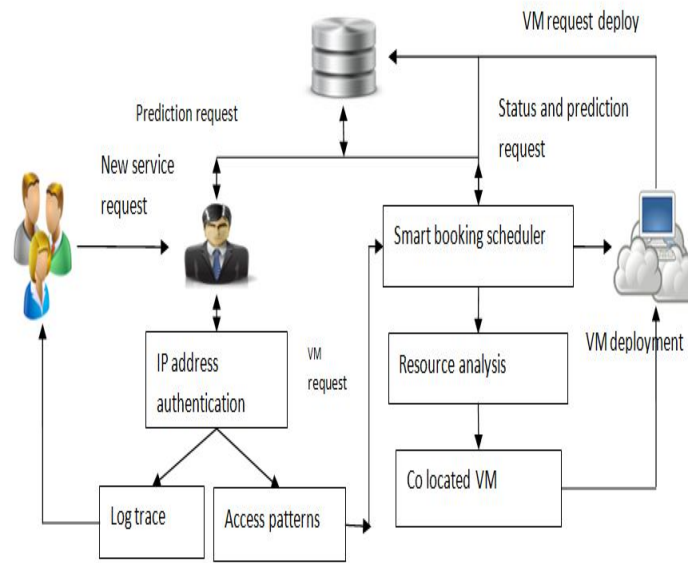 VM request deploy
Prediction request
Status and prediction
request
New service
request
Smart booking scheduler
VM deployment
IP address
authentication
VM
request
Resource analysis
Co located VM
Log trace
Access patterns